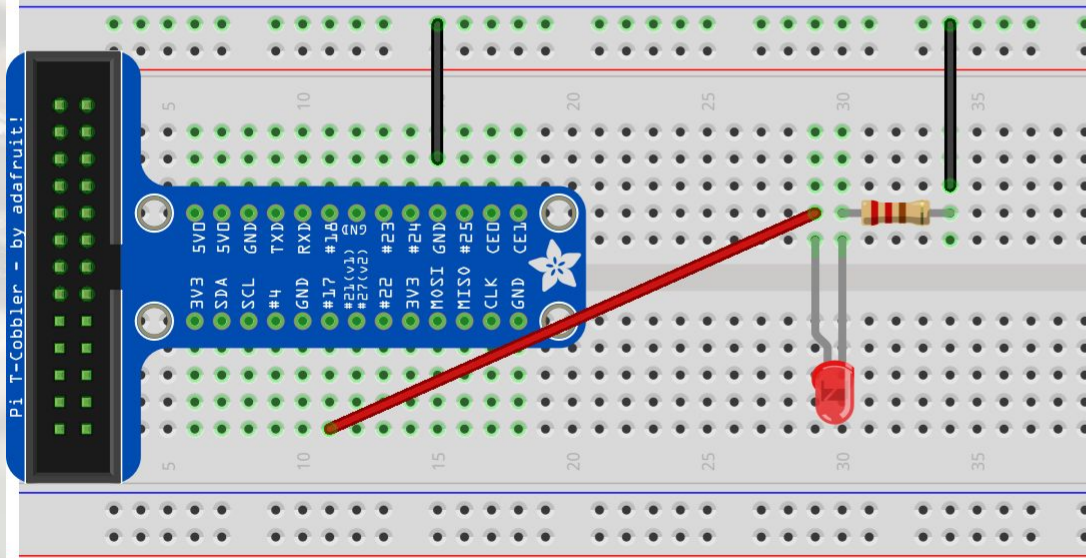 5
10
15
20
25
30
35
Pi T-Cobbler - by adafruit!
5V0
5V0
GND
TXD
RXD
#18
GND
#23
#24
GND
#25
CE0
CE1
3V3
SDA
SCL
#4
GND
#17
#21(v1)
#27(v2)
#22
3V3
MOSI
MISO
CLK
GND
5
10
15
20
25
30
35